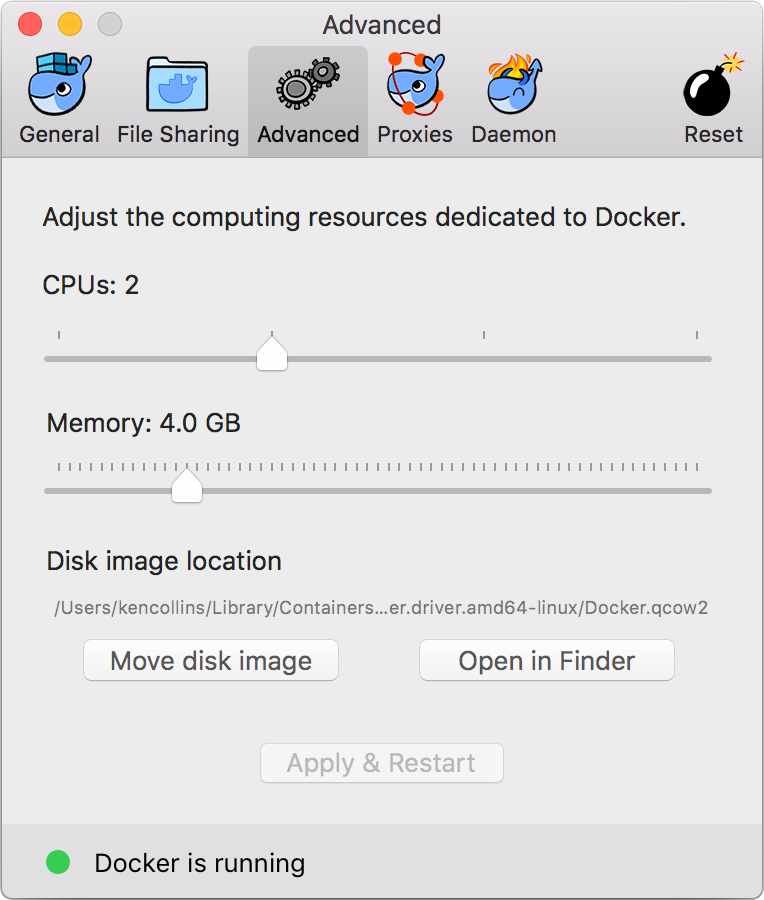 Advanced
General File Sharing Advanced Proxies Daemon Reset
Adjust the computing resources dedicated to Docker.
CPUs: 2
Memory: 4.0 GB
Disk image location
/Users/kencollins/Library/Containers...er.driver.amd64-linux/Docker.qcow2
Move disk image Open in Finder
Apply & Restart
Docker is running